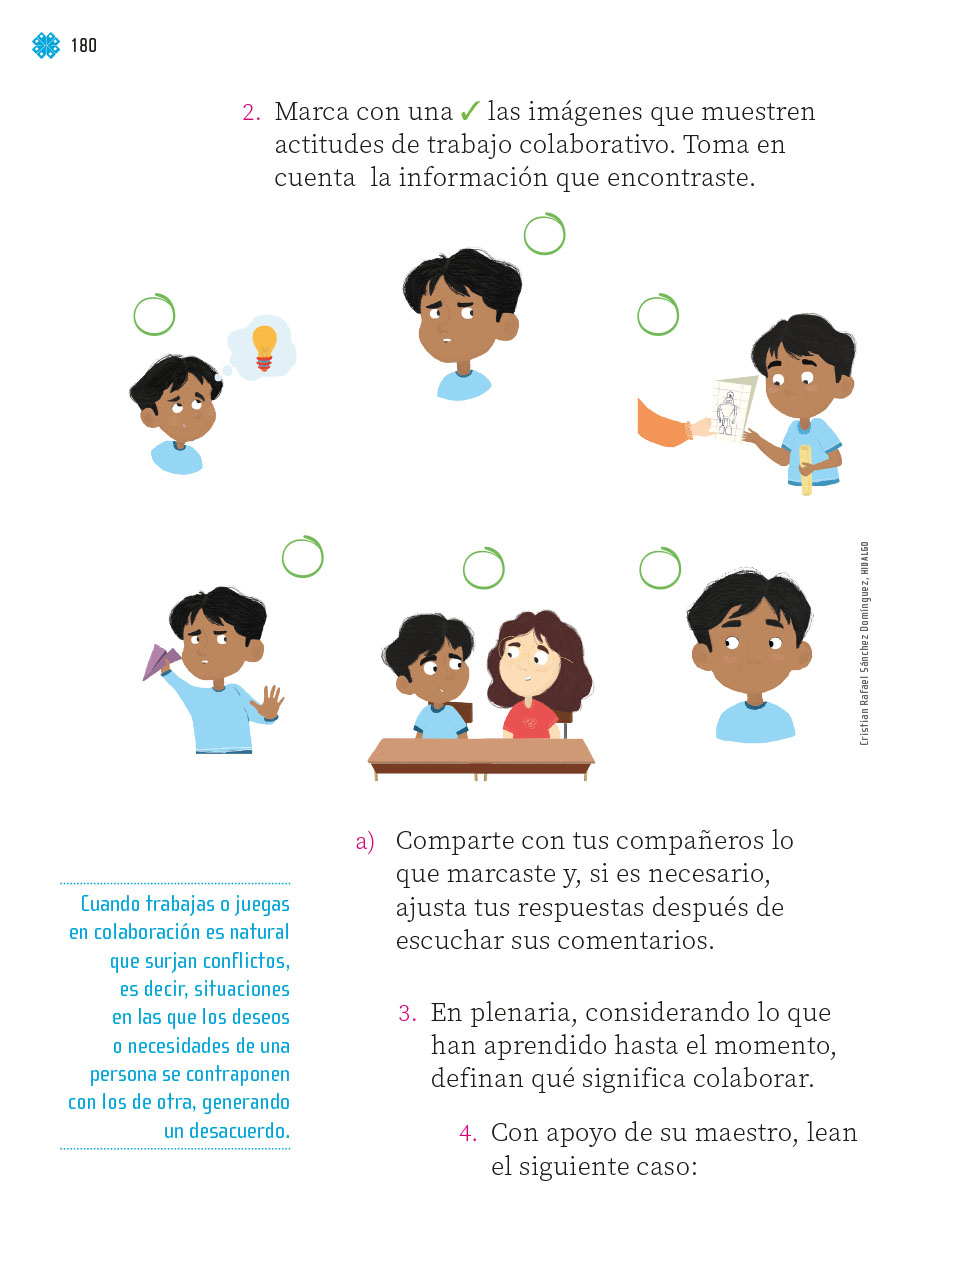 180
2. Marca con una ✓ las imágenes que muestren
actitudes de trabajo colaborativo. Toma en
cuenta la información que encontraste.
Cristian Rafael Sánchez Domínguez, HIDALGO
a) Comparte con tus compañeros lo
que marcaste y, si es necesario,
ajusta tus respuestas después de
escuchar sus comentarios.
Cuando trabajas o juegas
en colaboración es natural
que surjan conflictos,
es decir, situaciones
en las que los deseos
o necesidades de una
persona se contraponen
con los de otra, generando
un desacuerdo.
3. En plenaria, considerando lo que
han aprendido hasta el momento,
definan qué significa colaborar.
4. Con apoyo de su maestro, lean
el siguiente caso: